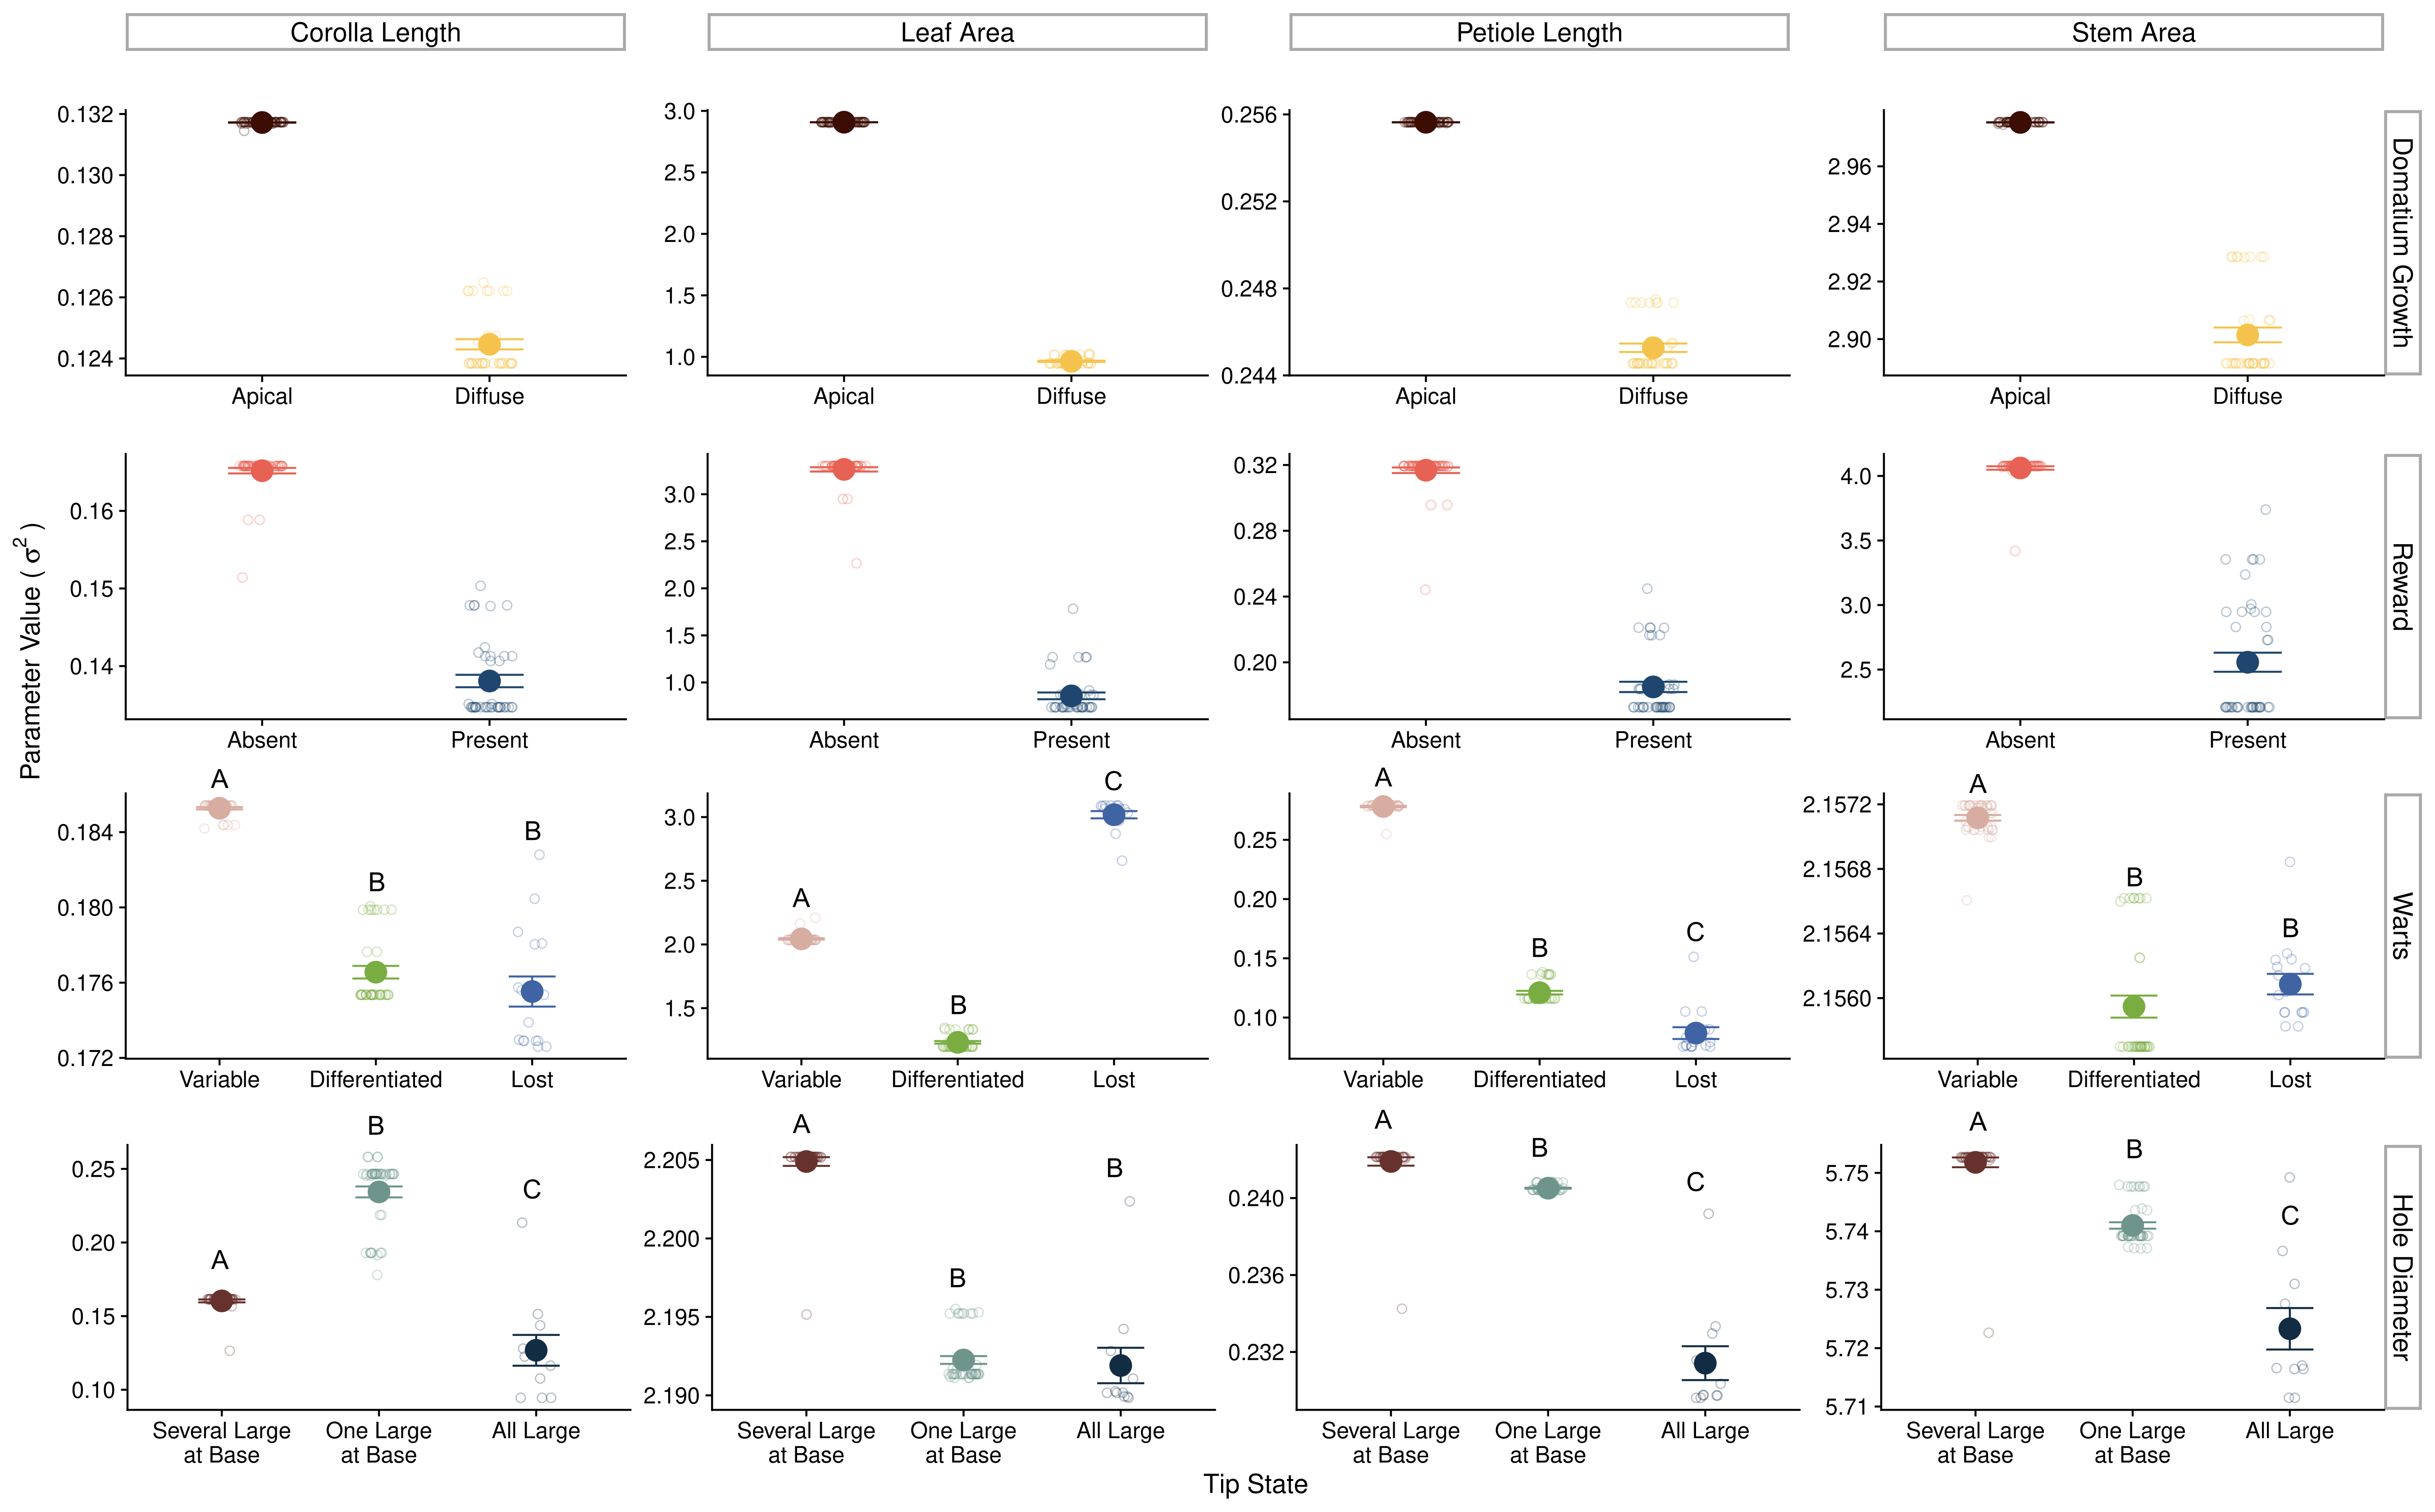 Corolla Length Leaf Area Petiole Length Stem Area
Parameter Value ( σ² )
0.132 3.0 0.256
0.130 2.5 0.252 2.96
0.128 2.0 2.94
0.126 1.5 0.248 2.92
0.124 1.0 0.244 2.90
Apical Diffuse Apical Diffuse Apical Diffuse Apical Diffuse
Domatium Growth
0.16 3.0 0.32 4.0
2.5 0.28 3.5
0.15 2.0 0.24 3.0
1.5
0.14 1.0 0.20 2.5
Absent Present Absent Present Absent Present Absent Present
Reward
A B B
A B C
A B C
A B B
0.184 3.0 0.25 2.1572
0.180 2.5 0.20 2.1568
0.176 2.0 0.15 2.1564
0.172 1.5 0.10 2.1560
Variable Differentiated Lost Variable Differentiated Lost Variable Differentiated Lost Variable Differentiated Lost
Warts
A B C
A B B
A B C
A B C
0.25 2.205 0.240 5.75
0.20 2.200 0.236 5.74
0.15 2.195 0.232 5.73
0.10 2.190 5.72
5.71
Several Large One Large All Large Several Large One Large All Large Several Large One Large All Large Several Large One Large All Large
at Base at Base at Base at Base at Base at Base at Base at Base
Hole Diameter
Tip State